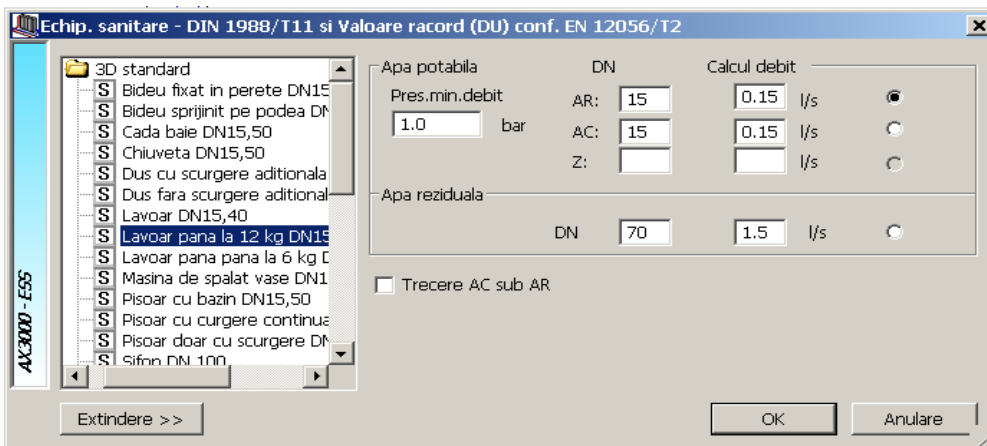 Echip. sanitare - DIN 1988/T11 si Valoare racord (DU) conf. EN 12056/T2
AX3000 - ESS
3D standard
S Bideu fixat in perete DN15
S Bideu sprijinit pe podea DN
S Cada baie DN15,50
S Chiuveta DN15,50
S Dus cu scurgere aditionala
S Dus fara scurgere aditional
S Lavoar DN15,40
S Lavoar pana la 12 kg DN15
S Lavoar pana pana la 6 kg D
S Masina de spalat vase DN1
S Pisoar cu bazin DN15,50
S Pisoar cu curgere continua
S Pisoar doar cu scurgere DN
S Sifon DN 100
Apa potabila DN Calcul debit
Pres.min.debit
1.0 bar
AR: 15 0.15 l/s
AC: 15 0.15 l/s
Z: l/s
Apa reziduala
DN 70 1.5 l/s
Trecere AC sub AR
Extindere >> OK Anulare